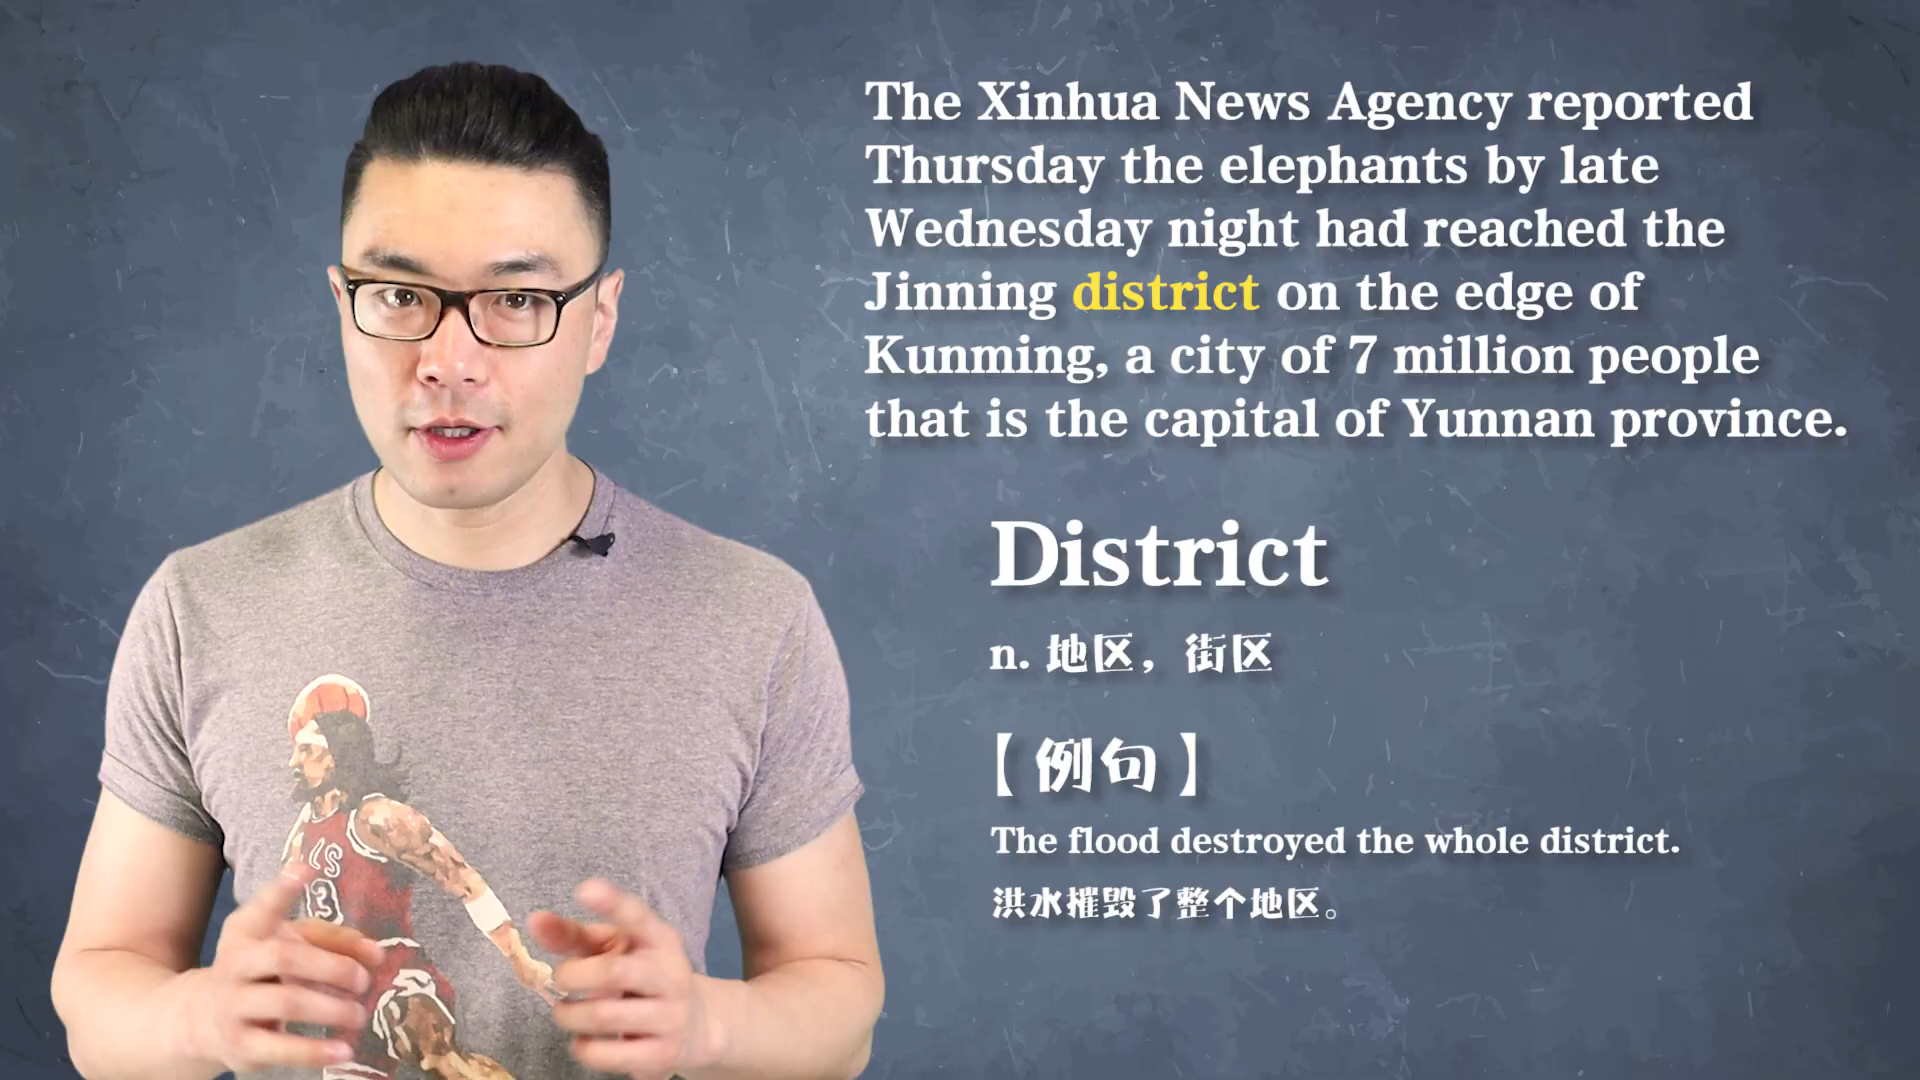 The Xinhua News Agency reported
Thursday the elephants by late
Wednesday night had reached the
Jinning district on the edge of
Kunming, a city of 7 million people
that is the capital of Yunnan province.
District
n. 地区，街区
【例句】
The flood destroyed the whole district.
洪水摧毁了整个地区。